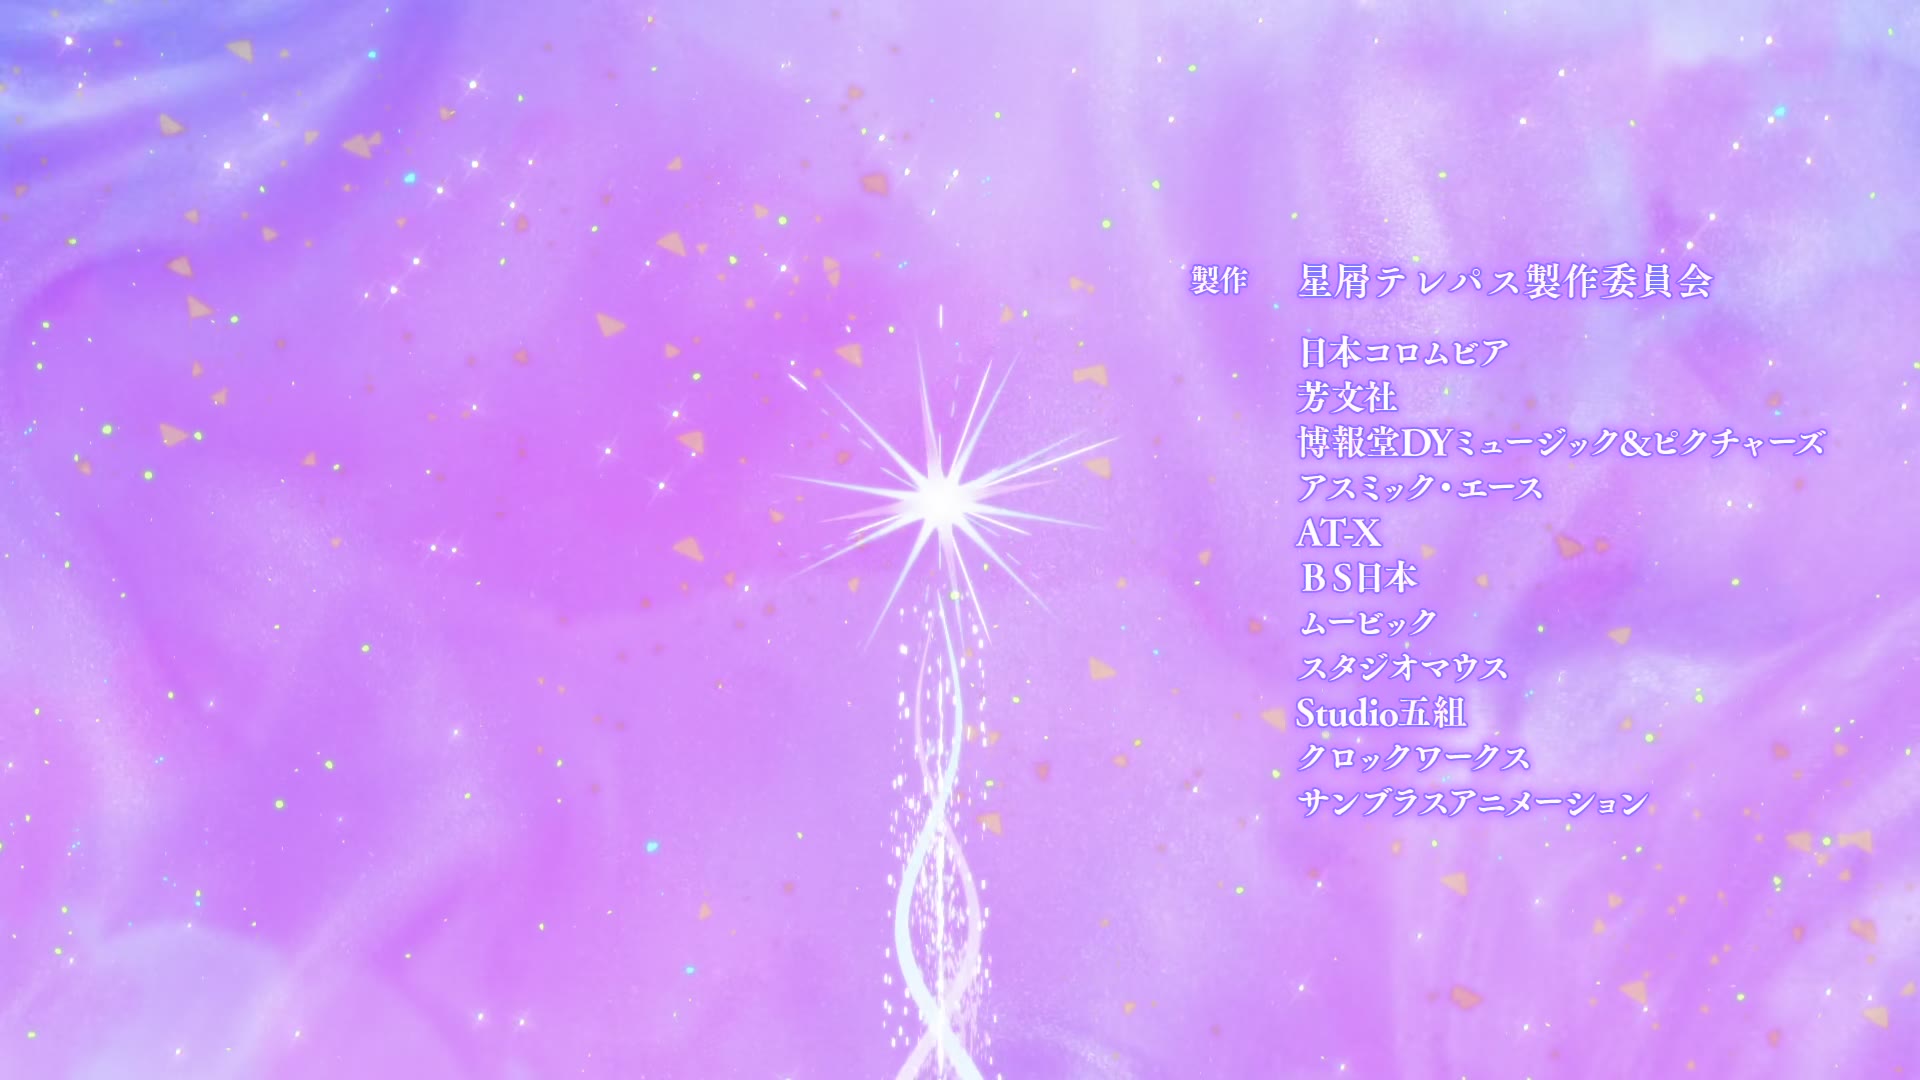 製作 星屑テレパス製作委員会
日本コロムビア
芳文社
博報堂DYミュージック&ピクチャーズ
アスミック・エース
AT-X
ＢＳ日本
ムービック
スタジオマウス
Studio五組
クロックワークス
サンブラスアニメーション